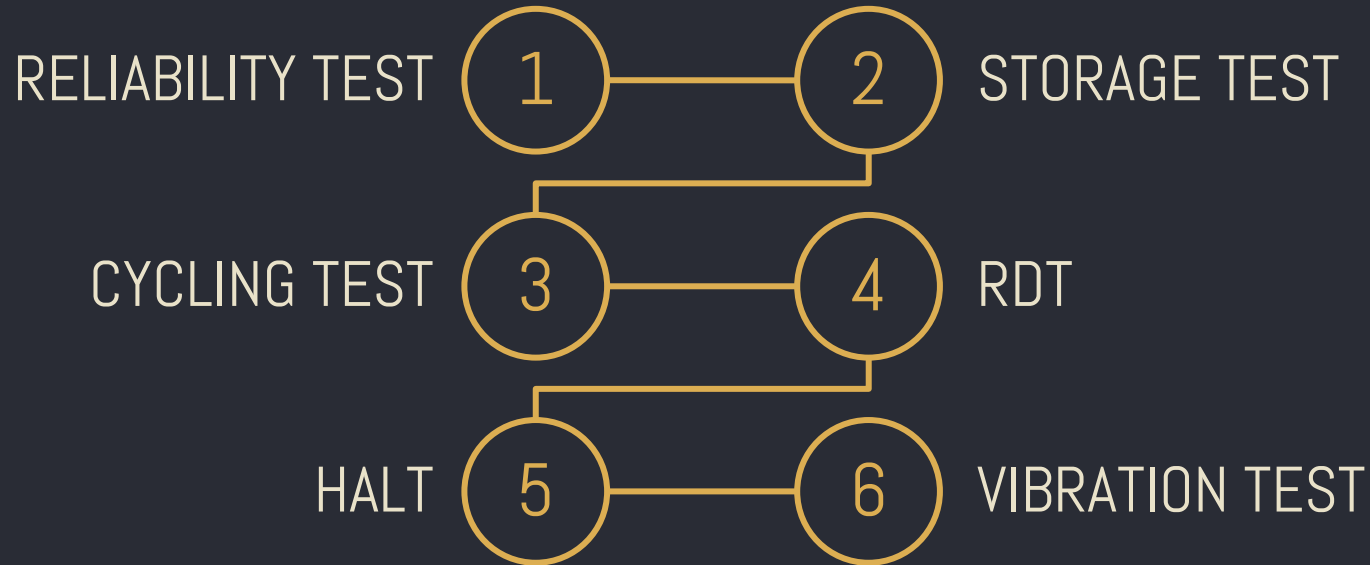 RELIABILITY TEST 1 2 STORAGE TEST
CYCLING TEST 3 4 RDT
HALT 5 6 VIBRATION TEST